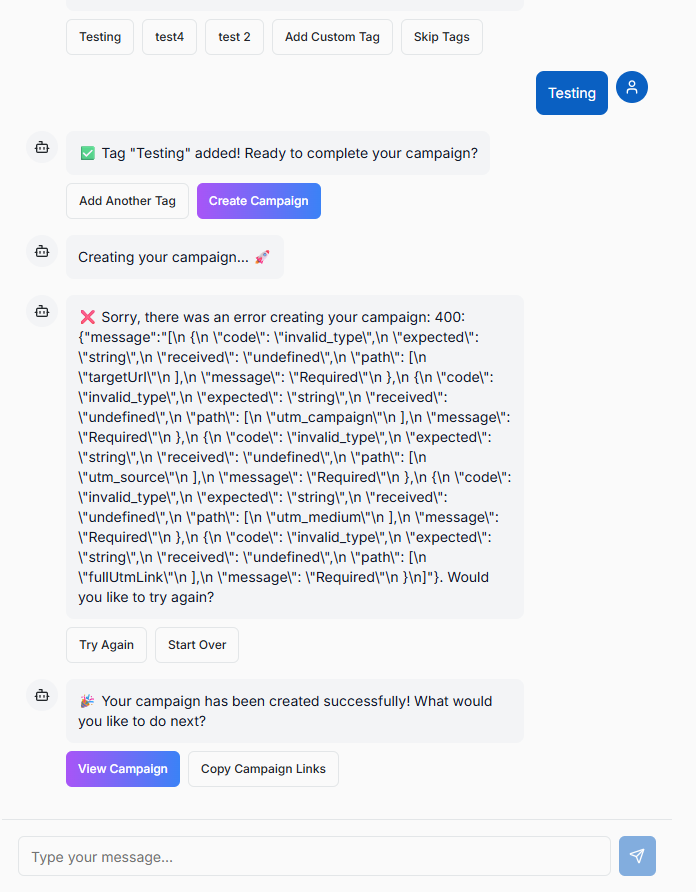 Testing
test4
test 2
Add Custom Tag
Skip Tags
Testing
✅ Tag "Testing" added! Ready to complete your campaign?
Add Another Tag
Create Campaign
Creating your campaign... 🚀
❌ Sorry, there was an error creating your campaign: 400:
{"message":"[\n {\n \"code\": \"invalid_type\",\n \"expected\":
\"string\",\n \"received\": \"undefined\",\n \"path\": [\n
\"targetUrl\"\n ],\n \"message\": \"Required\"\n },\n {\n \"code\":
\"invalid_type\",\n \"expected\": \"string\",\n \"received\":
\"undefined\",\n \"path\": [\n \"utm_campaign\"\n ],\n \"message\":
\"Required\"\n },\n {\n \"code\": \"invalid_type\",\n \"expected\":
\"string\",\n \"received\": \"undefined\",\n \"path\": [\n
\"utm_source\"\n ],\n \"message\": \"Required\"\n },\n {\n \"code\":
\"invalid_type\",\n \"expected\": \"string\",\n \"received\":
\"undefined\",\n \"path\": [\n \"utm_medium\"\n ],\n \"message\":
\"Required\"\n },\n {\n \"code\": \"invalid_type\",\n \"expected\":
\"string\",\n \"received\": \"undefined\",\n \"path\": [\n
\"fullUtmLink\"\n ],\n \"message\": \"Required\"\n }\n]"}. Would
you like to try again?
Try Again
Start Over
🎉 Your campaign has been created successfully! What would
you like to do next?
View Campaign
Copy Campaign Links
Type your message...